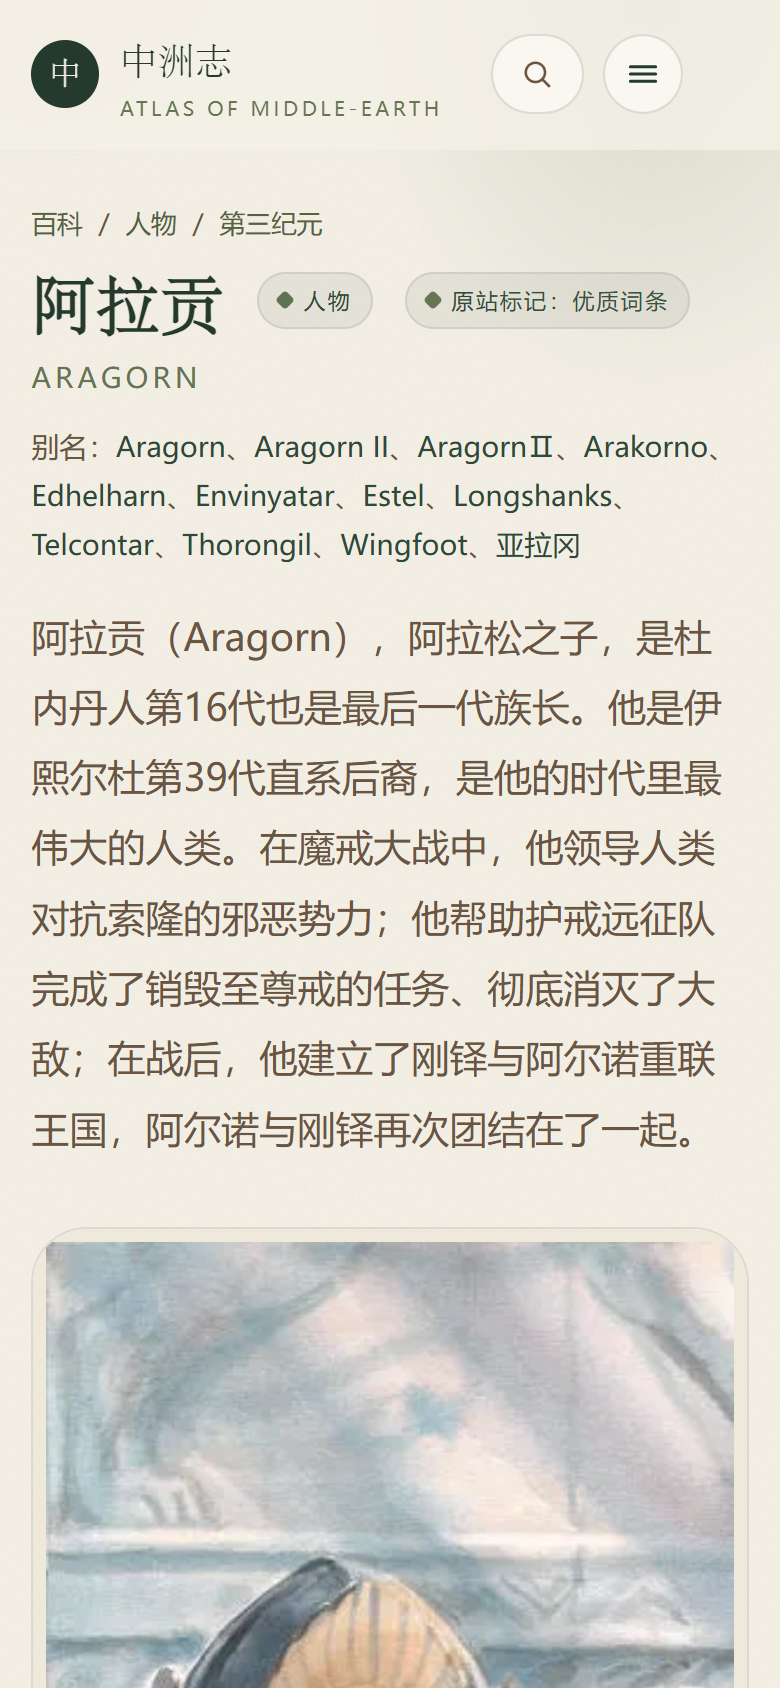 中
中洲志
ATLAS OF MIDDLE-EARTH
百科 / 人物 / 第三纪元
阿拉贡 人物 原站标记：优质词条
ARAGORN
别名：Aragorn、Aragorn II、AragornⅡ、Arakorno、
Edhelharn、Envinyatar、Estel、Longshanks、
Telcontar、Thorongil、Wingfoot、亚拉冈
阿拉贡（Aragorn），阿拉松之子，是杜
内丹人第16代也是最后一代族长。他是伊
熙尔杜第39代直系后裔，是他的时代里最
伟大的人类。在魔戒大战中，他领导人类
对抗索隆的邪恶势力；他帮助护戒远征队
完成了销毁至尊戒的任务、彻底消灭了大
敌；在战后，他建立了刚铎与阿尔诺重联
王国，阿尔诺与刚铎再次团结在了一起。